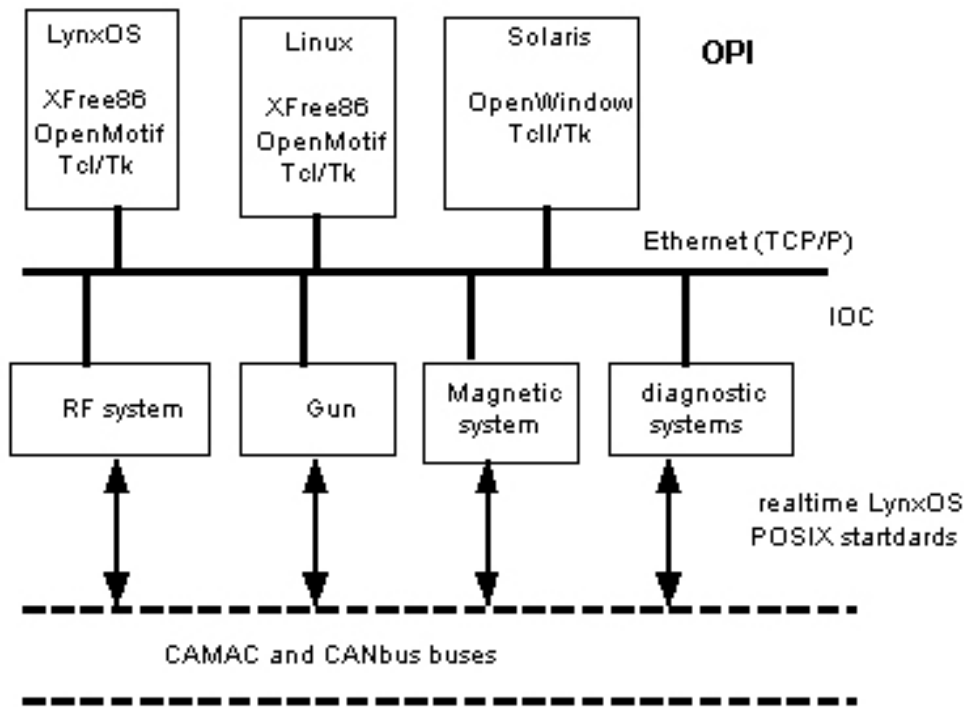 LynxOS
XFree86
OpenMotif
Tcl/Tk
Linux
XFree86
OpenMotif
Tcl/Tk
Solaris
OpenWindow
Tcll/Tk
OPI
Ethernet (TCP/P)
IOC
RF system
Gun
Magnetic
system
diagnostic
systems
realtime LynxOS
POSIX startdards
CAMAC and CANbus buses